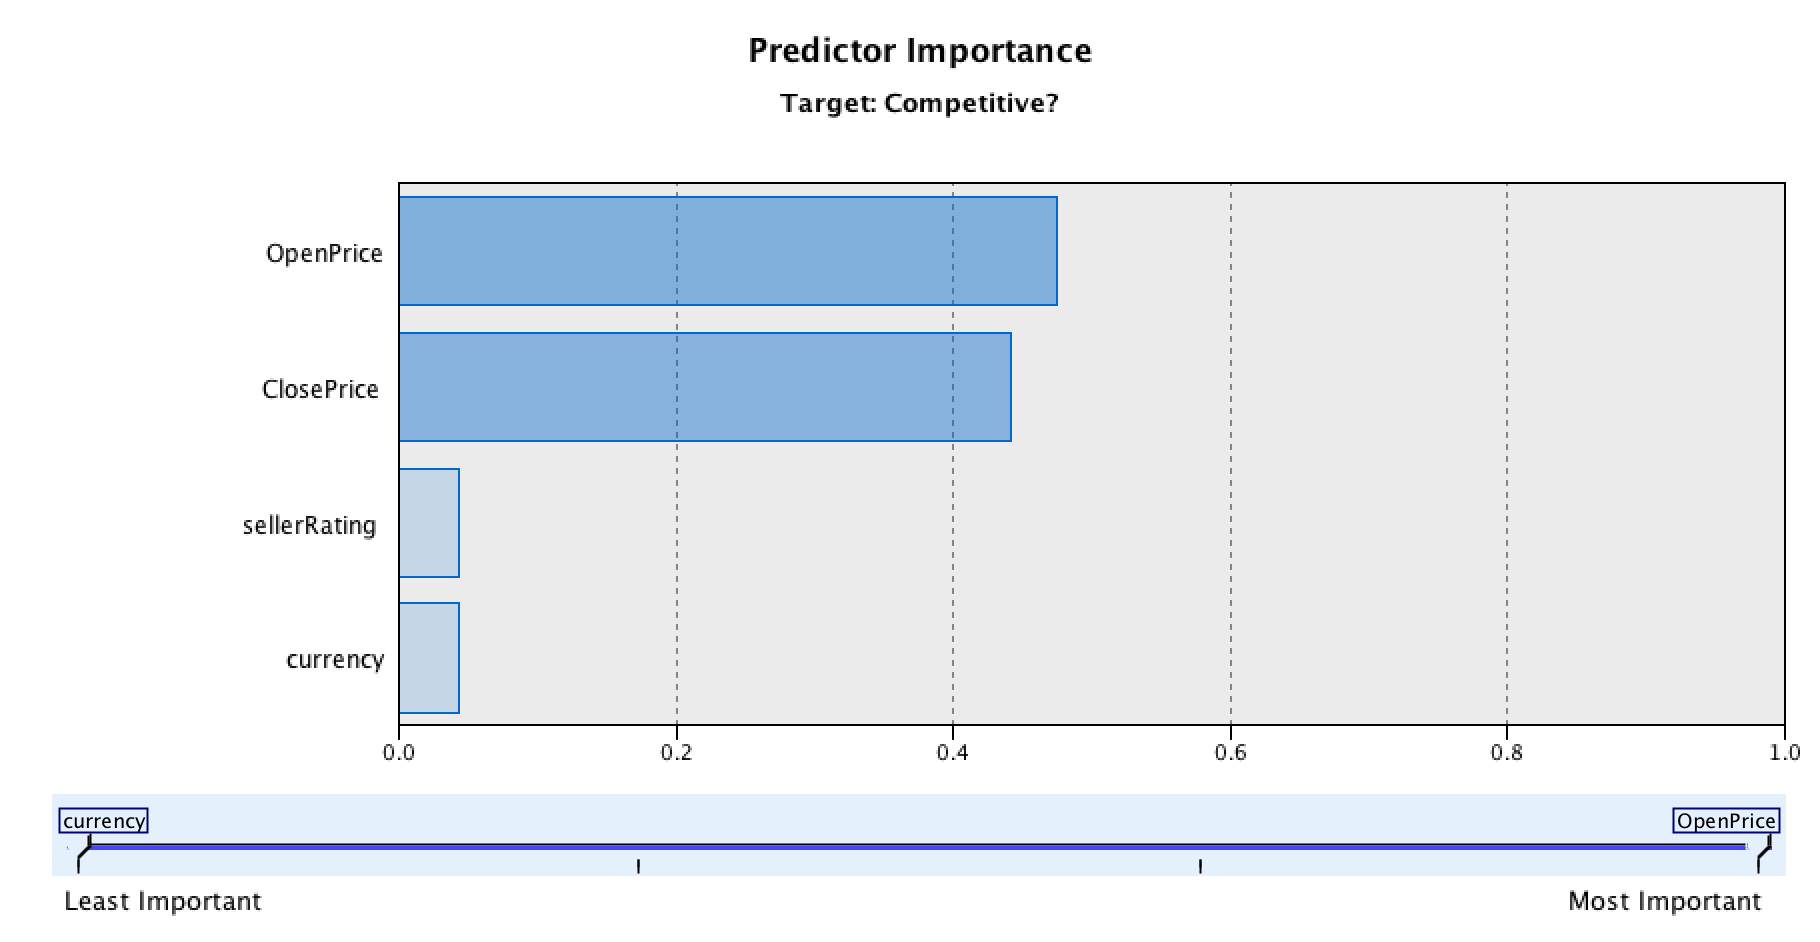 Predictor Importance
Target: Competitive?
OpenPrice
ClosePrice
sellerRating
currency
0.0 0.2 0.4 0.6 0.8 1.0
currency OpenPrice
Least Important Most Important